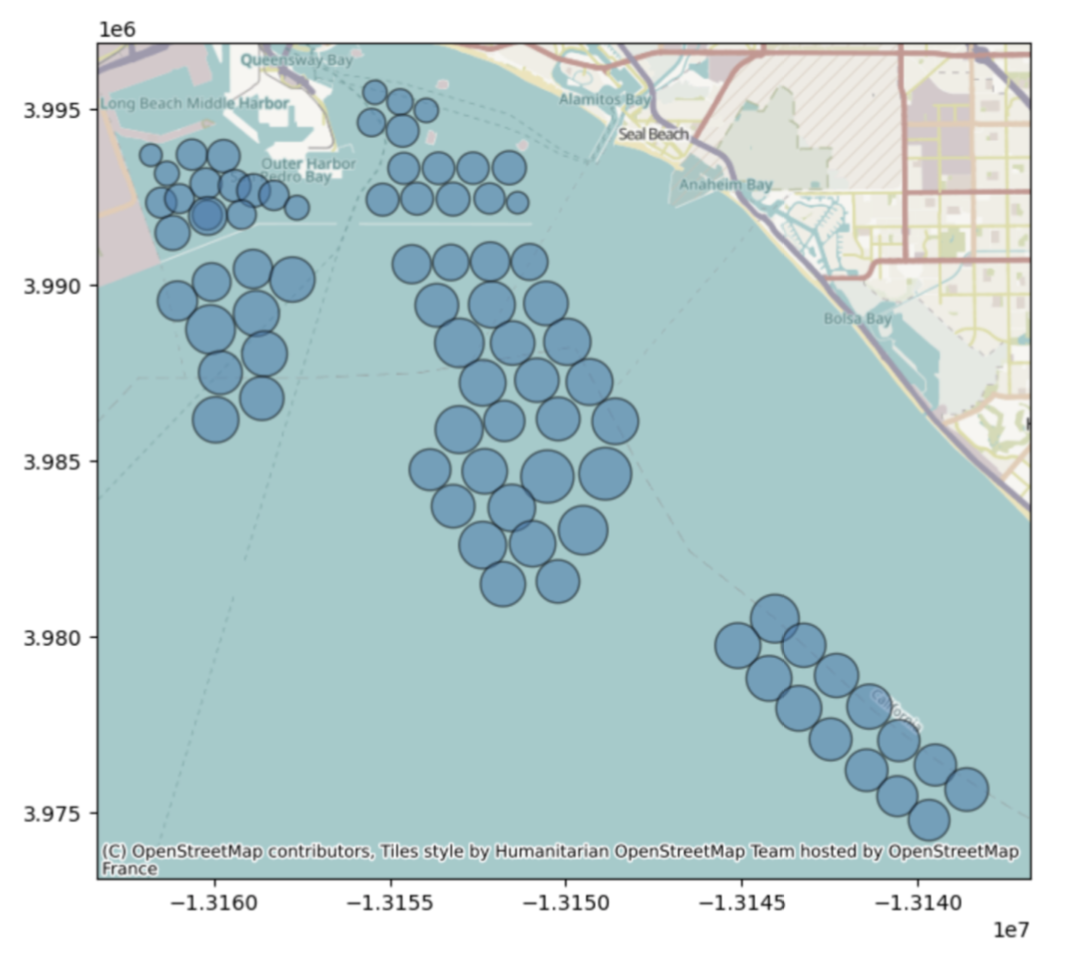 1e6
Queensway Bay
Long Beach Middle Harbor
Alamitos Bay
Seal Beach
Outer Harbor
Pedro Bay
Anaheim Bay
Bolsa Bay
California
3.995
3.990
3.985
3.980
3.975
(C) OpenStreetMap contributors, Tiles style by Humanitarian OpenStreetMap Team hosted by OpenStreetMap
France
−1.3160
−1.3155
−1.3150
−1.3145
−1.3140
1e7